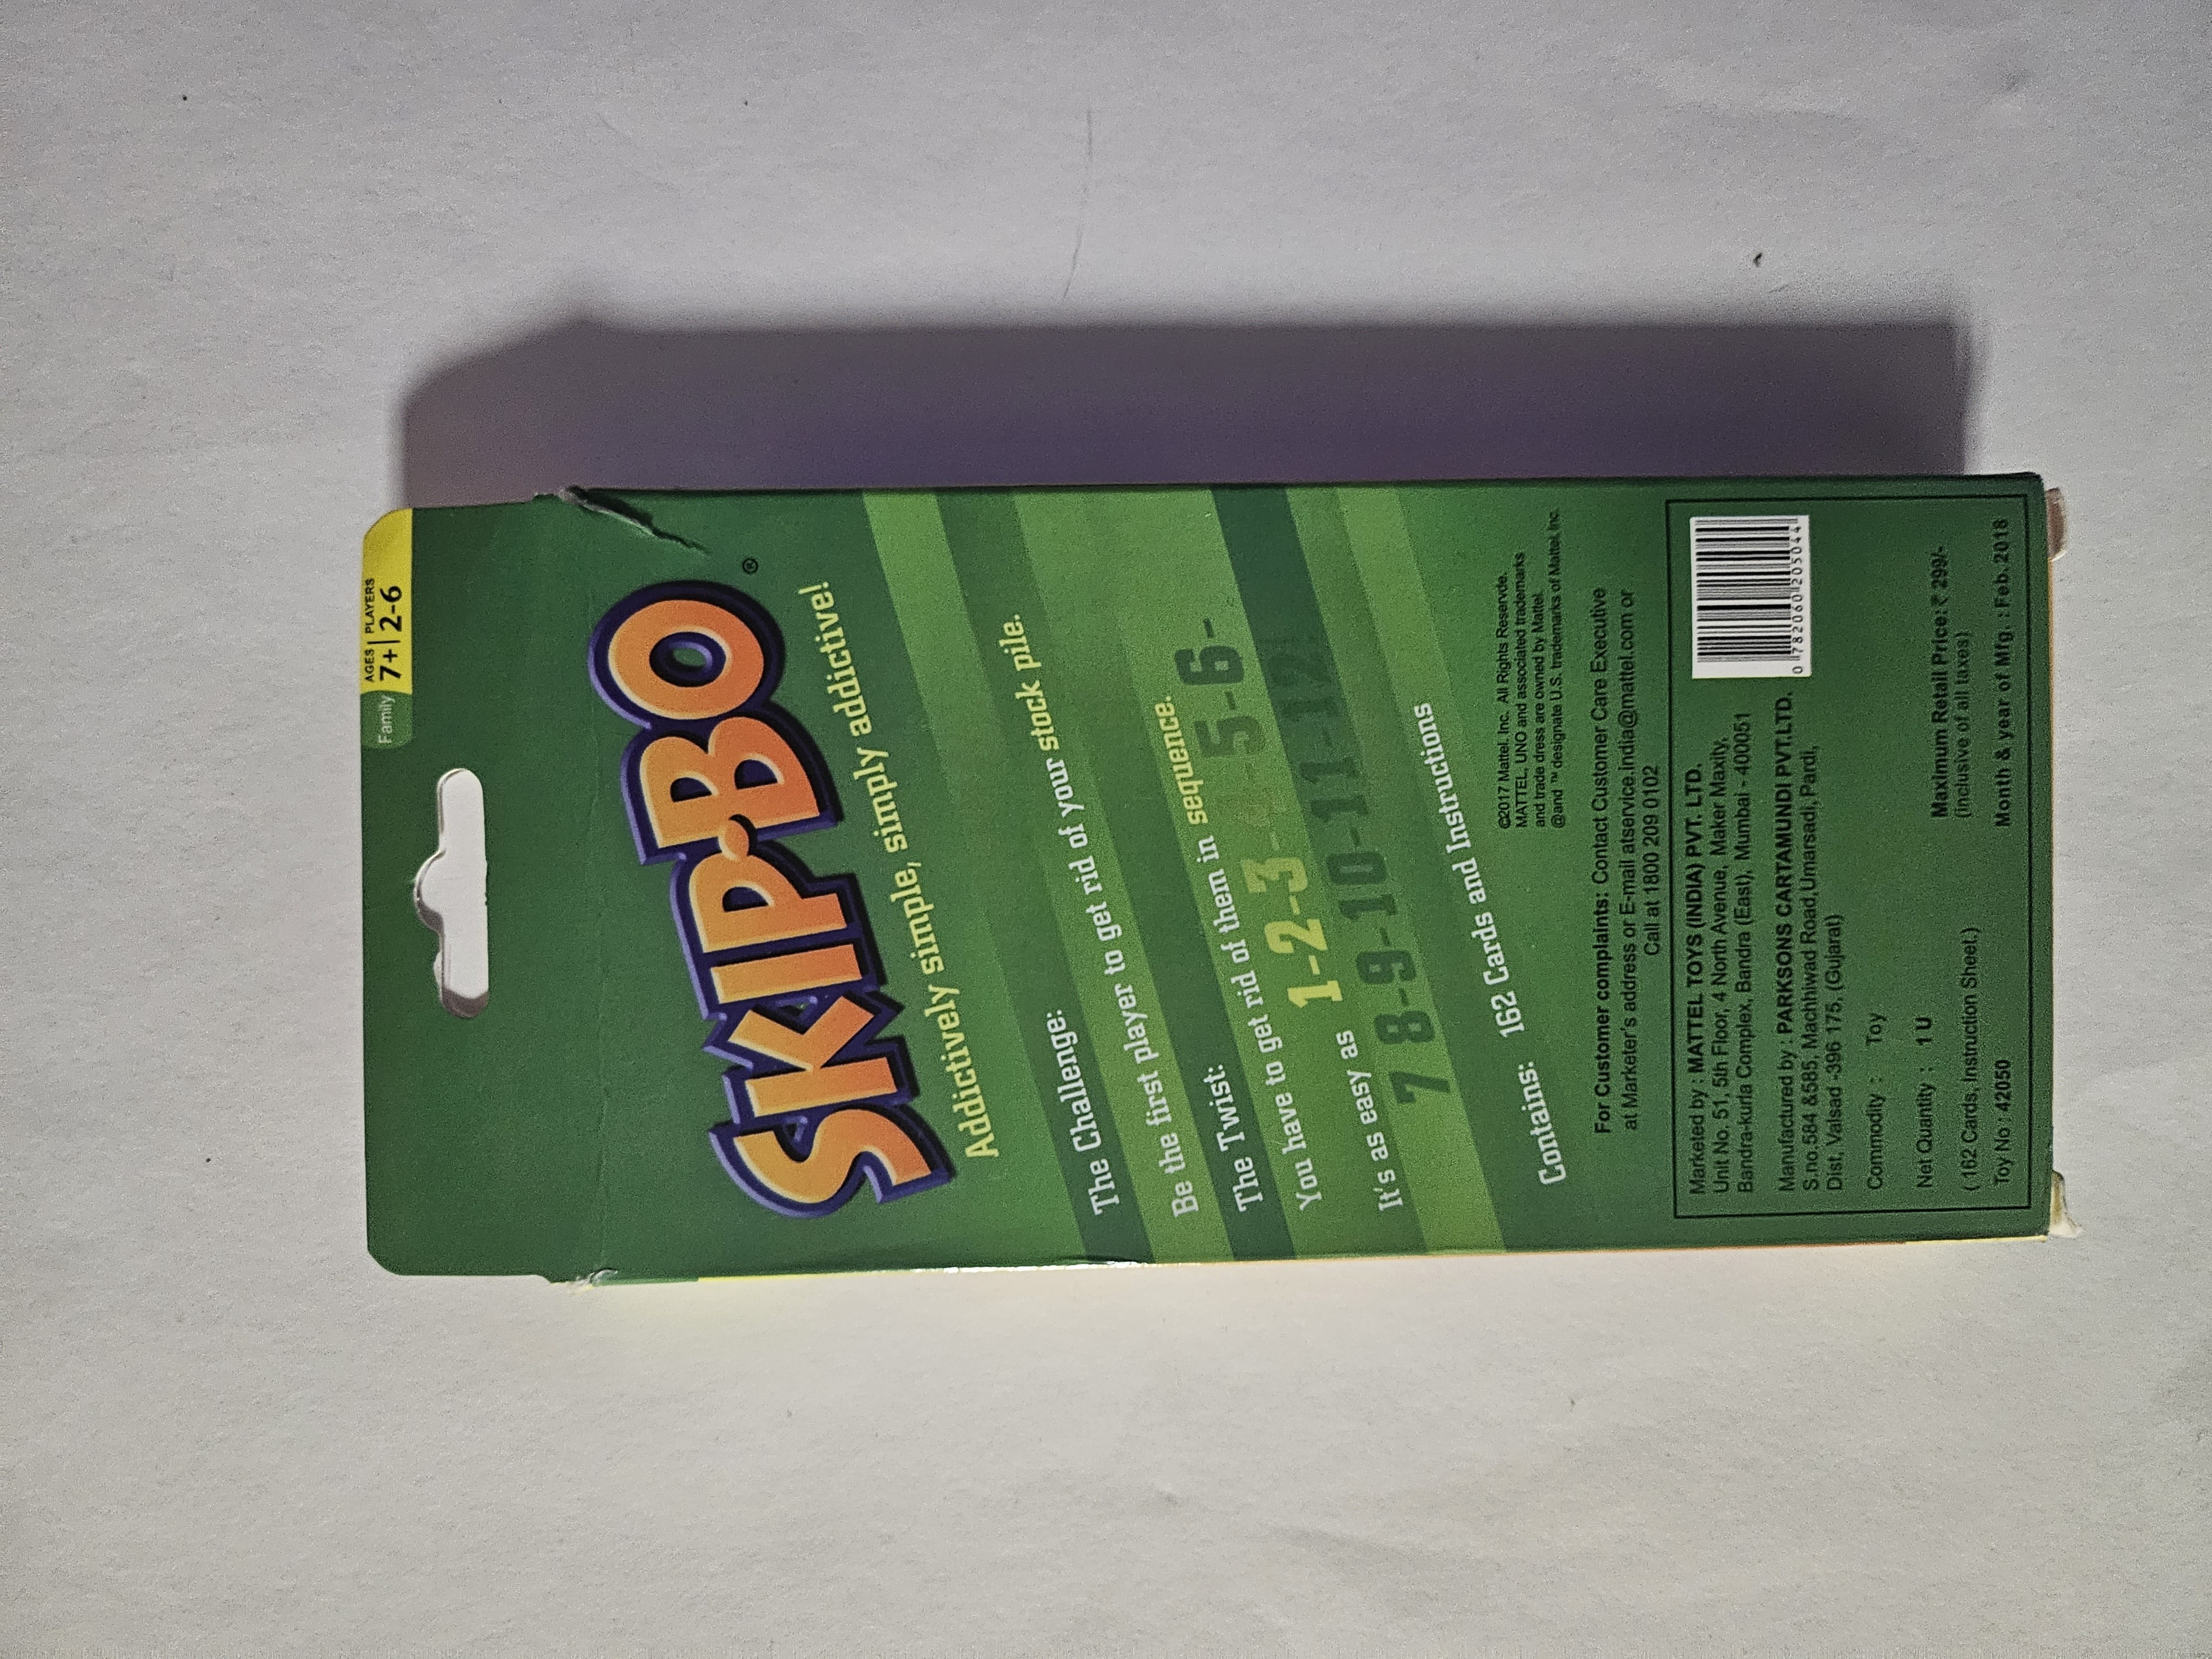 Family
AGES PLAYERS
7+ 2-6
SKIP·BO®
Addictively simple, simply addictive!
The Challenge:
Be the first player to get rid of your stock pile.
The Twist:
You have to get rid of them in sequence.
It's as easy as 1-2-3-4-5-6-
7 8-9-10-11-12!
Contains: 162 Cards and Instructions
©2017 Mattel. Inc. All Rights Reservde.
MATTEL, UNO and associated trademarks
and trade dress are owned by Mattel.
®and ™ designate U.S. trademarks of Mattel, Inc.
For Customer complaints: Contact Customer Care Executive
at Marketer's address or E-mail atservice.India@mattel.com or
Call at 1800 209 0102
Marketed by : MATTEL TOYS (INDIA) PVT. LTD.
Unit No. 51, 5th Floor, 4 North Avenue, Maker Maxity,
Bandra-kurla Complex, Bandra (East), Mumbai - 400051
Manufactured by : PARKSONS CARTAMUNDI PVT.LTD.
S.no.584 &585, Machhiwad Road,Umarsadi, Pardi,
Dist, Valsad -396 175, (Gujarat)
0 78206 20504 4
Commodity : Toy
Net Quantity : 1 U
(162 Cards, Instruction Sheet.)
Toy No : 42050
Maximum Retail Price:₹ 299/-
(Inclusive of all taxes)
Month & year of Mfg. : Feb.2018